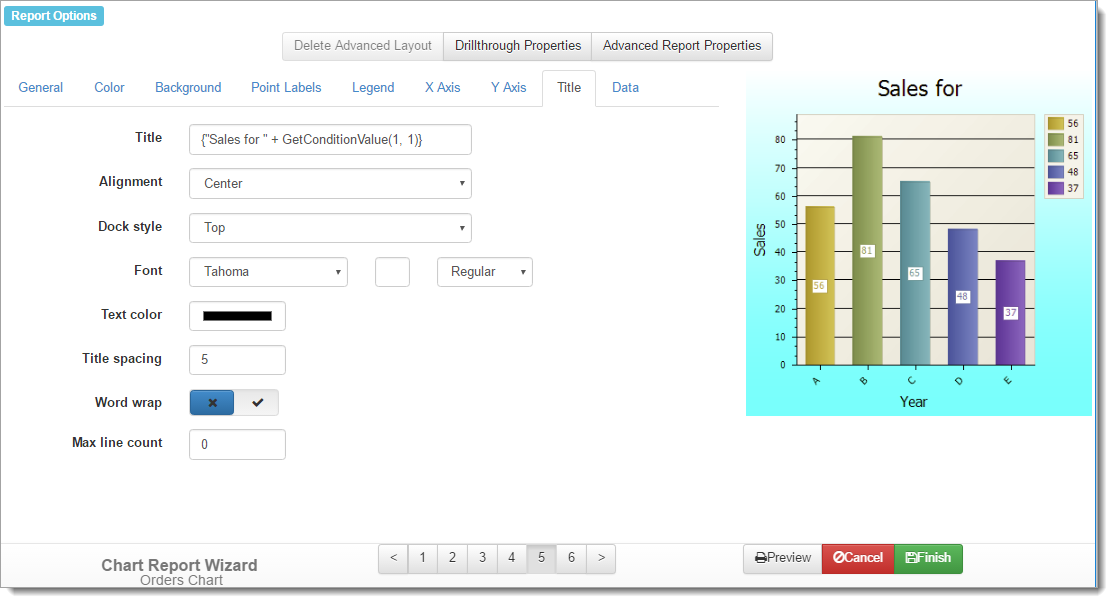 Report Options
Delete Advanced Layout Drillthrough Properties Advanced Report Properties
General Color Background Point Labels Legend X Axis Y Axis Title Data
Title {"Sales for " + GetConditionValue(1, 1)}
Alignment Center
Dock style Top
Font Tahoma Regular
Text color
Title spacing 5
Word wrap
Max line count 0
Sales for
80
70
60
50
40
30
20
10
0
Sales
56
81
65
48
37
A B C D E
Year
56
81
65
48
37
Chart Report Wizard
Orders Chart
< 1 2 3 4 5 6 >
Preview Cancel Finish